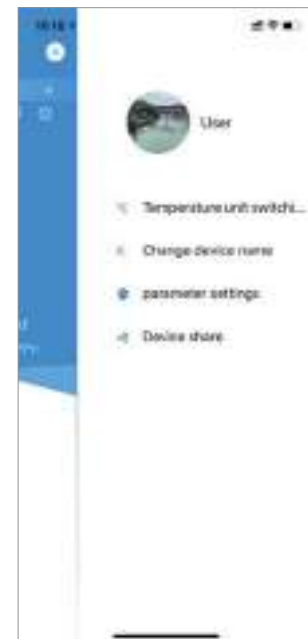 User
Temperature unit switchi...
Change device name
parameter settings
Device share